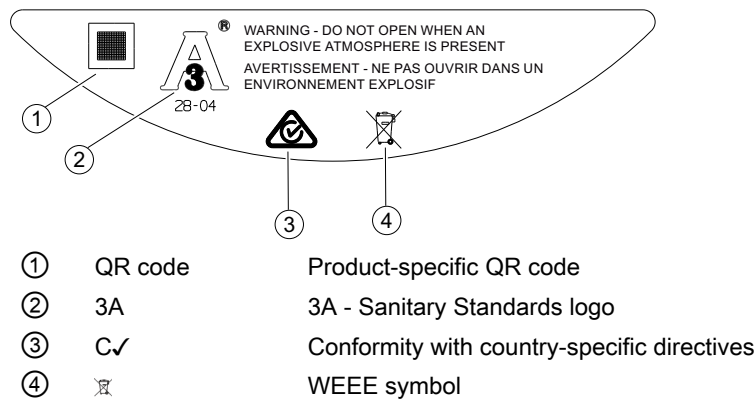 ®
WARNING - DO NOT OPEN WHEN AN
EXPLOSIVE ATMOSPHERE IS PRESENT
AVERTISSEMENT - NE PAS OUVRIR DANS UN
ENVIRONNEMENT EXPLOSIF
A
3
28-04
1
2
3
4
① QR code Product-specific QR code
② 3A 3A - Sanitary Standards logo
③ C✓ Conformity with country-specific directives
④ WEEE symbol